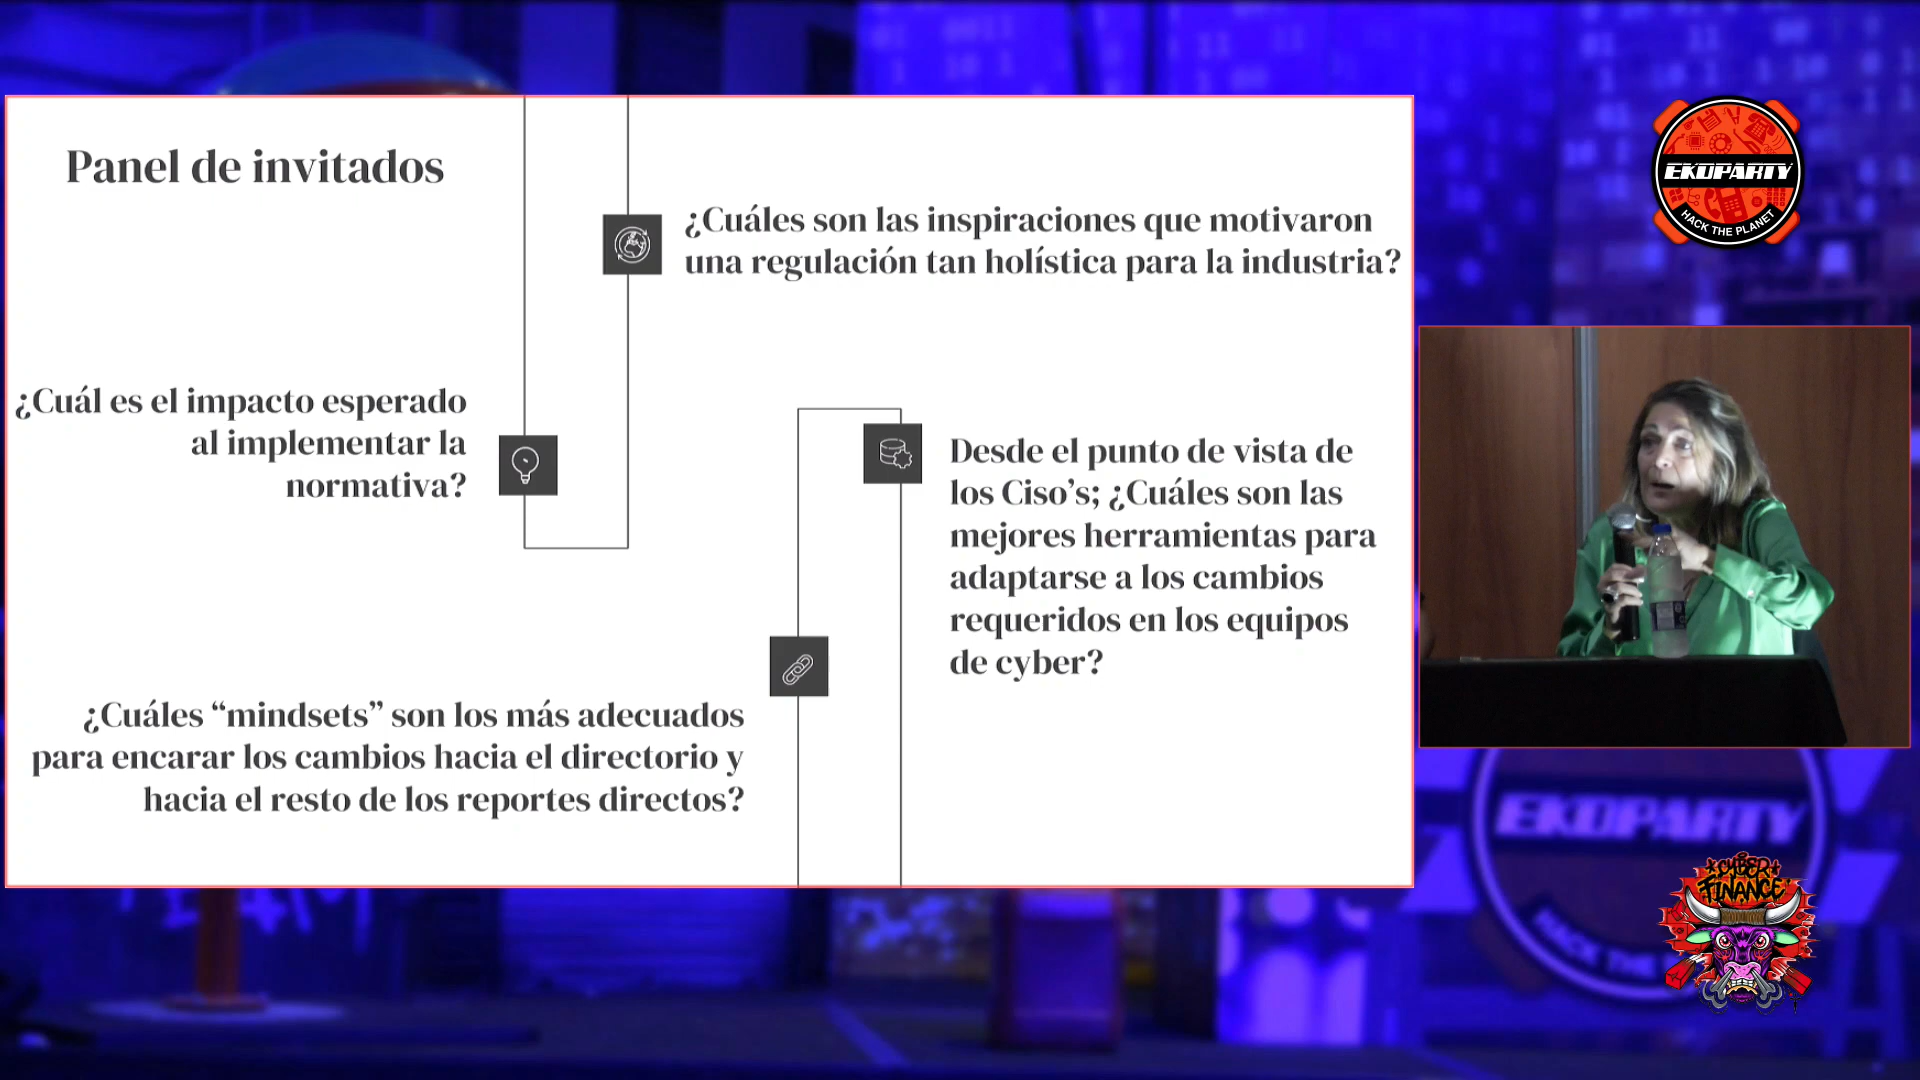 Panel de invitados
¿Cuáles son las inspiraciones que motivaron
una regulación tan holística para la industria?
¿Cuál es el impacto esperado
al implementar la
normativa?
Desde el punto de vista de
los Ciso’s; ¿Cuáles son las
mejores herramientas para
adaptarse a los cambios
requeridos en los equipos
de cyber?
¿Cuáles “mindsets” son los más adecuados
para encarar los cambios hacia el directorio y
hacia el resto de los reportes directos?
EKOPARTY
HACK THE PLANET
EKOPARTY
HACK THE
CYBER
FINANCE